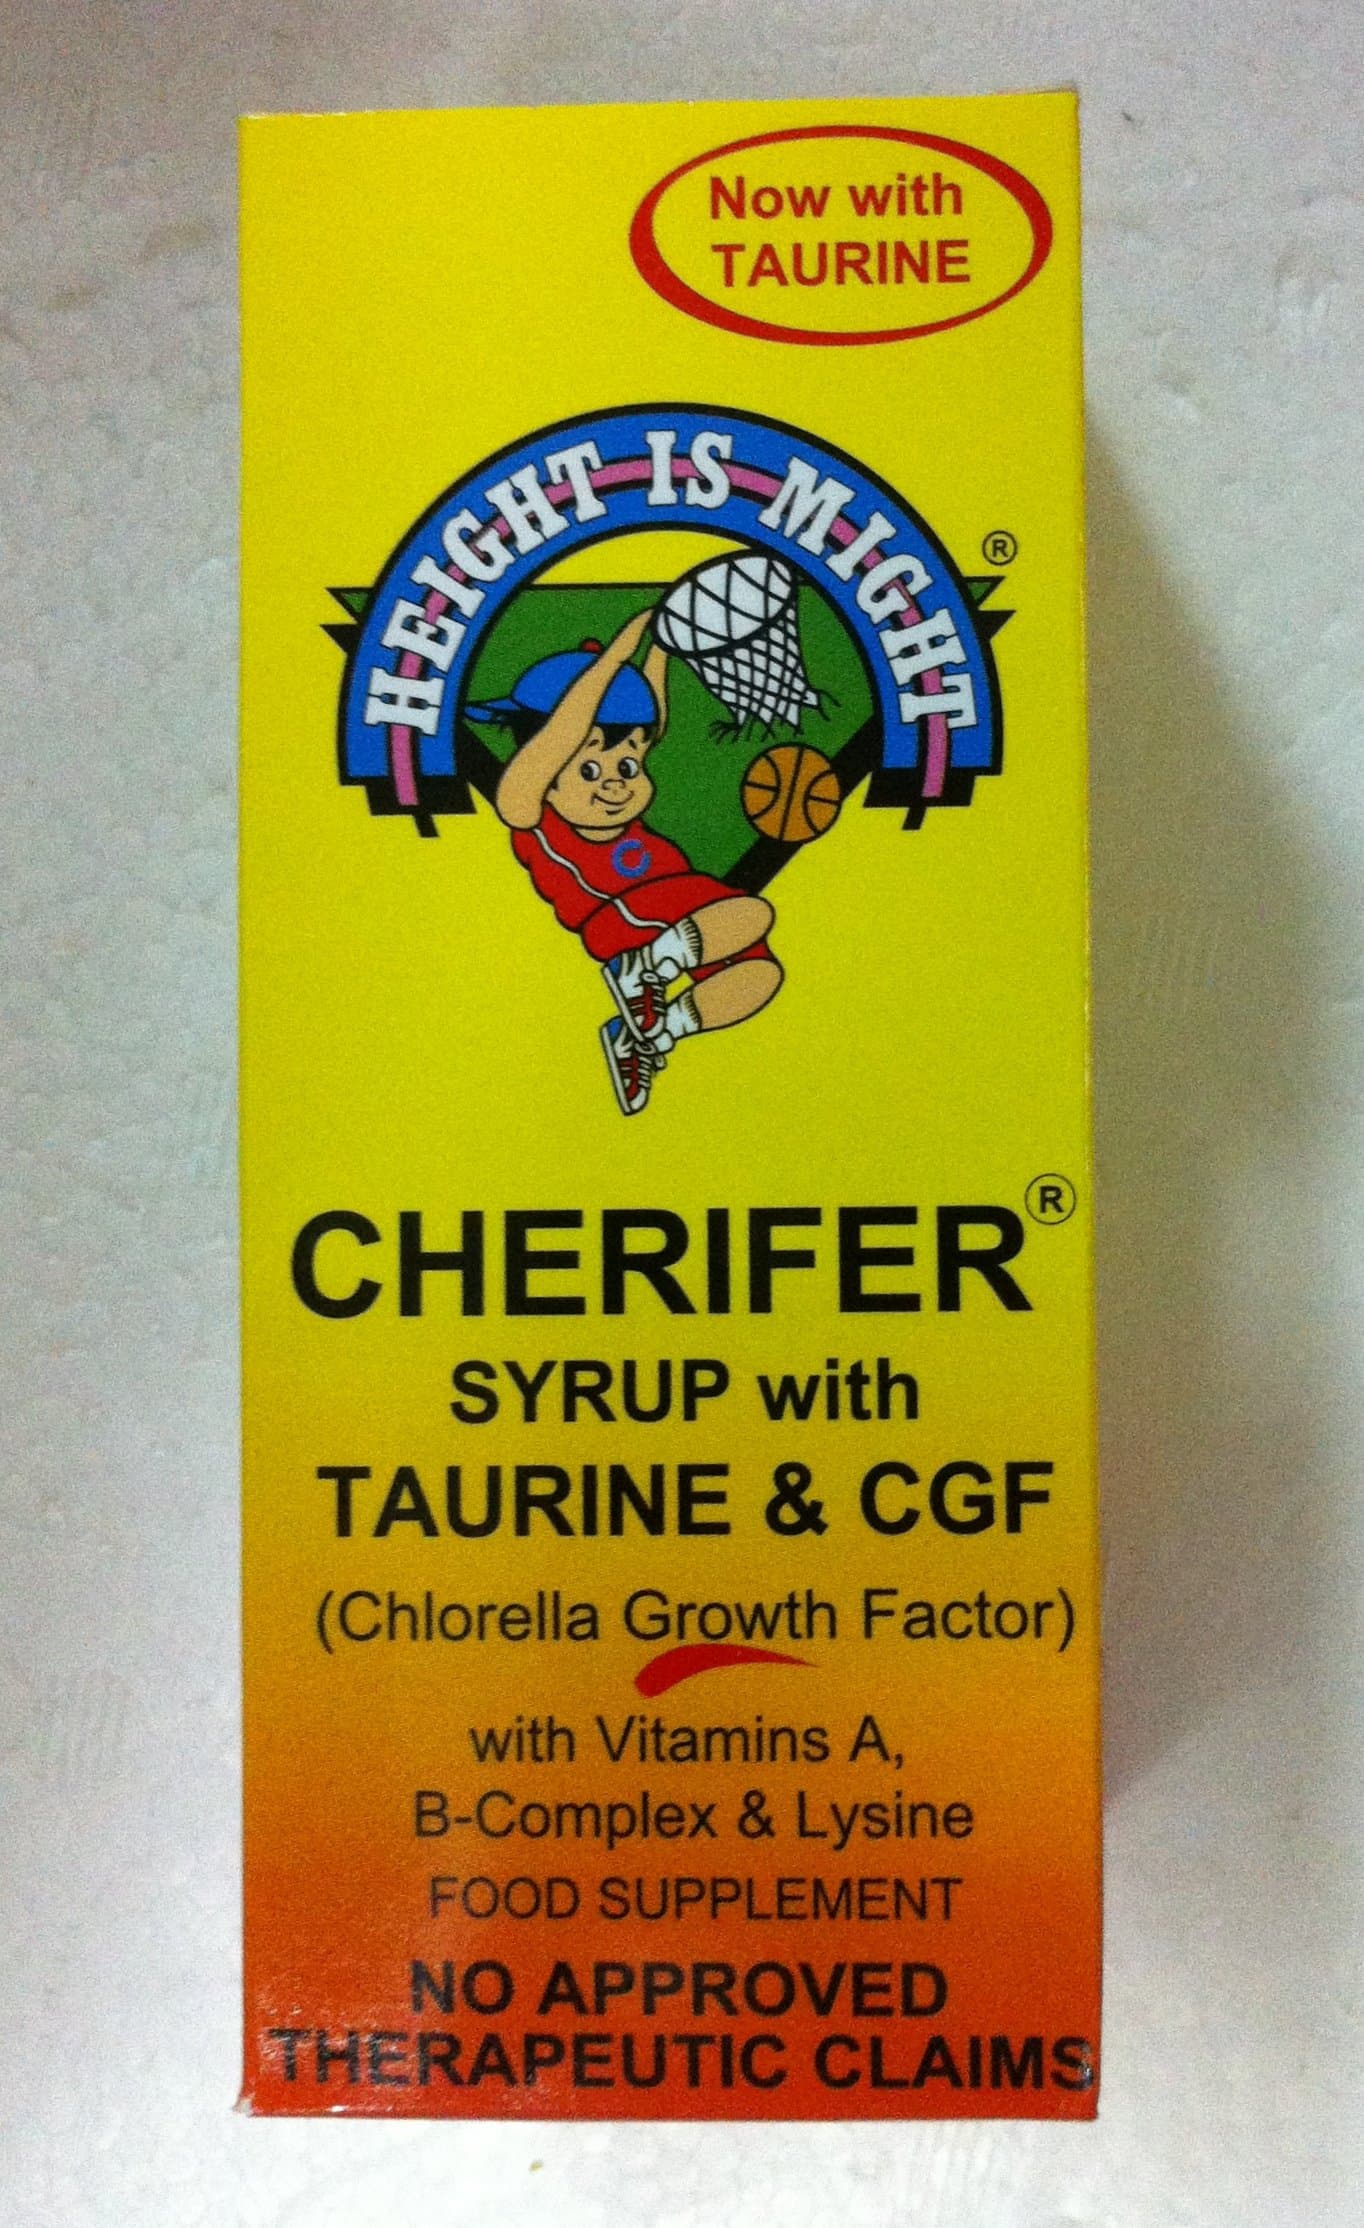 Now with
TAURINE
HEIGHT IS MIGHT ®
CHERIFER®
SYRUP with
TAURINE & CGF
(Chlorella Growth Factor)
with Vitamins A,
B-Complex & Lysine
FOOD SUPPLEMENT
NO APPROVED
THERAPEUTIC CLAIMS